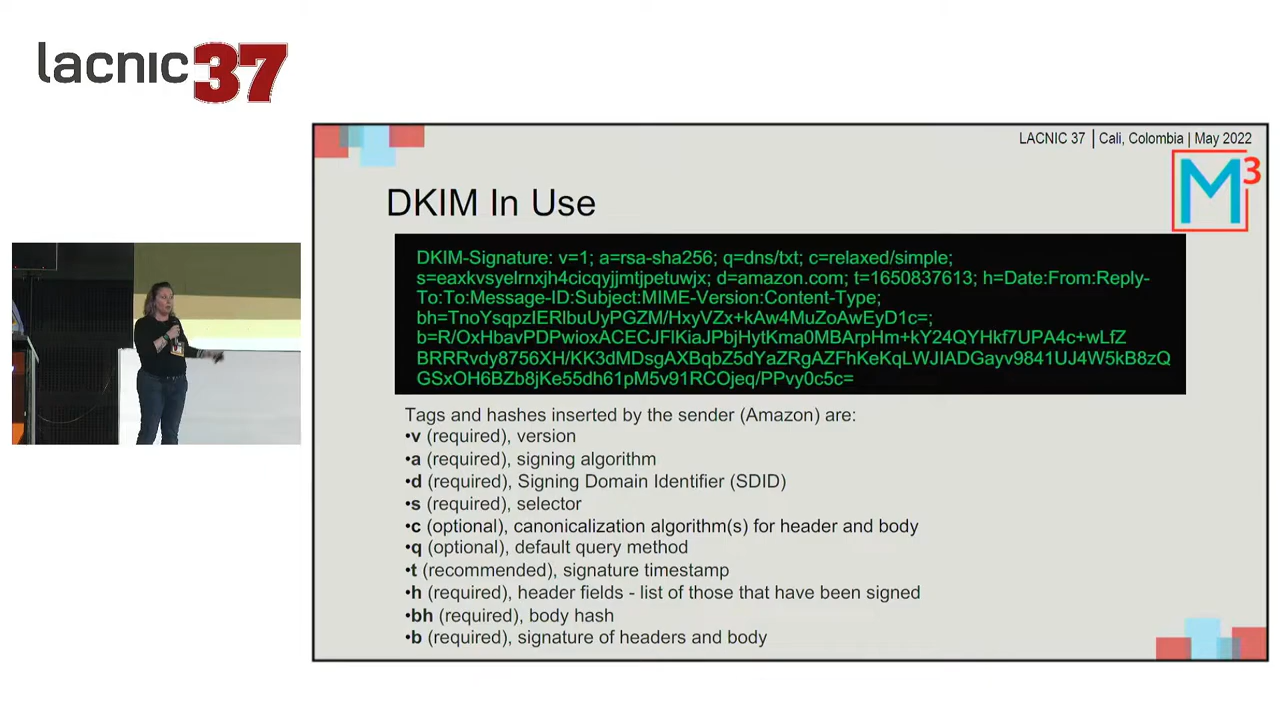 lacnic37
LACNIC 37 | Cali, Colombia | May 2022
M3
DKIM In Use
DKIM-Signature: v=1; a=rsa-sha256; q=dns/txt; c=relaxed/simple;
s=eaxkvsyelrnxjh4cicqyjjmtjpetuwjx; d=amazon.com; t=1650837613; h=Date:From:Reply-
To:To:Message-ID:Subject:MIME-Version:Content-Type;
bh=TnoYsqpzIERlbuUyPGZM/HxyVZx+kAw4MuZoAwEyD1c=;
b=R/OxHbavPDPwioxACECJFlKiaJPbjHytKma0MBArpHm+kY24QYHkf7UPA4c+wLfZ
BRRRvdy8756XH/KK3dMDsgAXBqbZ5dYaZRgAZFhKeKqLWJIADGayv9841UJ4W5kB8zQ
GSxOH6BZb8jKe55dh61pM5v91RCOjeq/PPvy0c5c=
Tags and hashes inserted by the sender (Amazon) are:
•v (required), version
•a (required), signing algorithm
•d (required), Signing Domain Identifier (SDID)
•s (required), selector
•c (optional), canonicalization algorithm(s) for header and body
•q (optional), default query method
•t (recommended), signature timestamp
•h (required), header fields - list of those that have been signed
•bh (required), body hash
•b (required), signature of headers and body